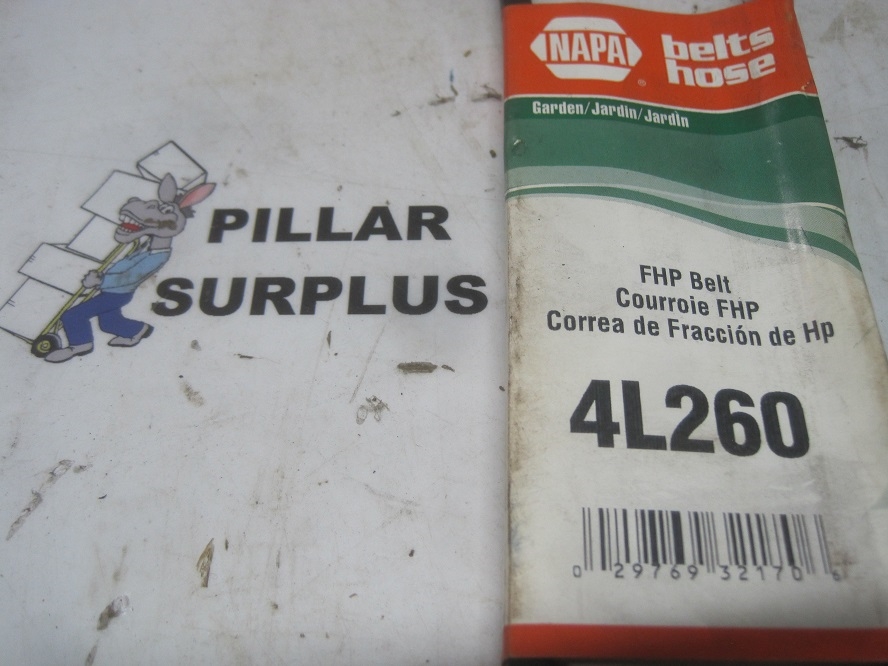 PILLAR
SURPLUS
NAPA
belts
hose
Garden/Jardin/Jardín
FHP Belt
Courroie FHP
Correa de Fracción de Hp
4L260
0 29769 32170 6